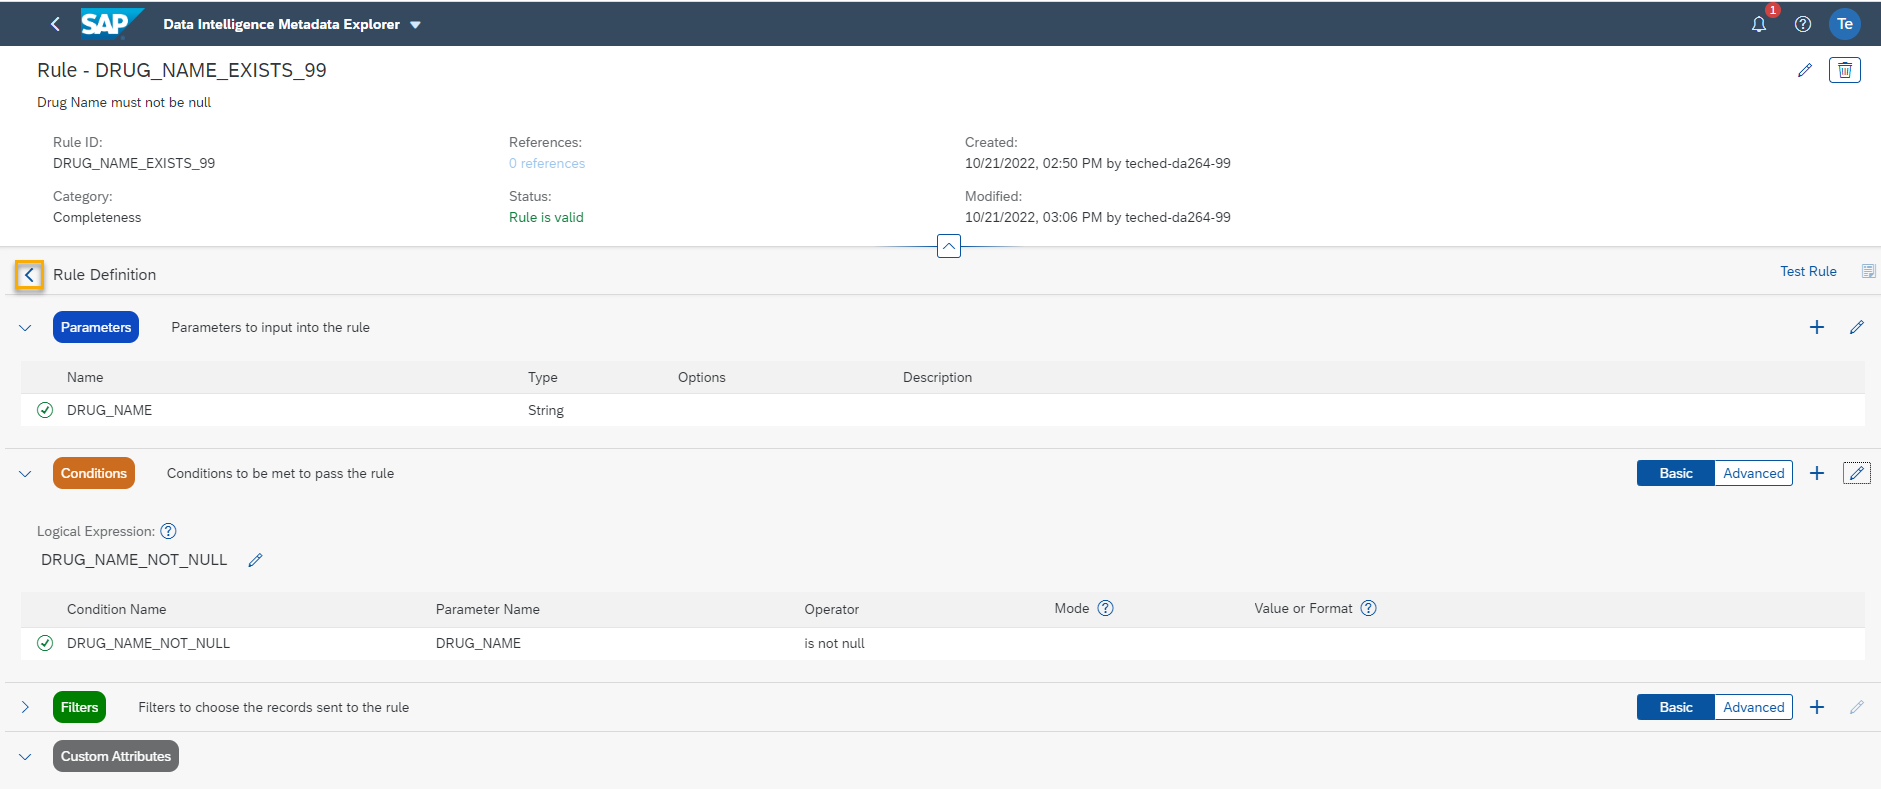 SAP Data Intelligence Metadata Explorer 1 Te
Rule - DRUG_NAME_EXISTS_99
Drug Name must not be null
Rule ID: References: Created:
DRUG_NAME_EXISTS_99 0 references 10/21/2022, 02:50 PM by teched-da264-99
Category: Status: Modified:
Completeness Rule is valid 10/21/2022, 03:06 PM by teched-da264-99
Rule Definition Test Rule
Parameters Parameters to input into the rule
Name Type Options Description
DRUG_NAME String
Conditions Conditions to be met to pass the rule Basic Advanced
Logical Expression:
DRUG_NAME_NOT_NULL
Condition Name Parameter Name Operator Mode Value or Format
DRUG_NAME_NOT_NULL DRUG_NAME is not null
Filters Filters to choose the records sent to the rule Basic Advanced
Custom Attributes